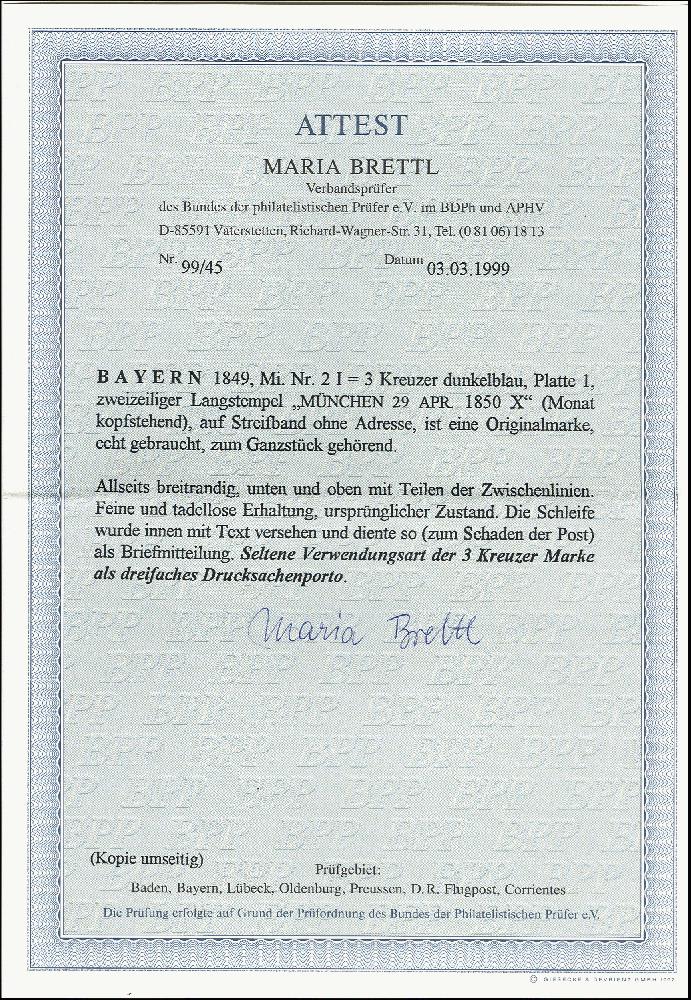 ATTEST
MARIA BRETTL
Verbandsprüfer
des Bundes der philatelistischen Prüfer e.V. im BDPh und APHV
D-85591 Vaterstetten, Richard-Wagner-Str. 31, Tel. (0 81 06) 18 13
Nr. 99/45 Datum 03.03.1999
BAYERN 1849, Mi. Nr. 2 I = 3 Kreuzer dunkelblau, Platte 1,
zweizeiliger Langstempel „MÜNCHEN 29 APR. 1850 X“ (Monat
kopfstehend), auf Streifband ohne Adresse, ist eine Originalmarke,
echt gebraucht, zum Ganzstück gehörend.
Allseits breitrandig, unten und oben mit Teilen der Zwischenlinien.
Feine und tadellose Erhaltung, ursprünglicher Zustand. Die Schleife
wurde innen mit Text versehen und diente so (zum Schaden der Post)
als Briefmitteilung. Seltene Verwendungsart der 3 Kreuzer Marke
als dreifaches Drucksachenporto.
Maria Brettl
(Kopie umseitig)
Prüfgebiet:
Baden, Bayern, Lübeck, Oldenburg, Preussen, D.R. Flugpost, Corrientes
Die Prüfung erfolgte auf Grund der Prüfordnung des Bundes der Philatelistischen Prüfer e.V.
© GIESECKE & DEVRIENT GMBH